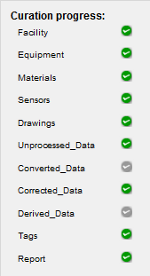 Curation progress:
Facility
Equipment
Materials
Sensors
Drawings
Unprocessed_Data
Converted_Data
Corrected_Data
Derived_Data
Tags
Report